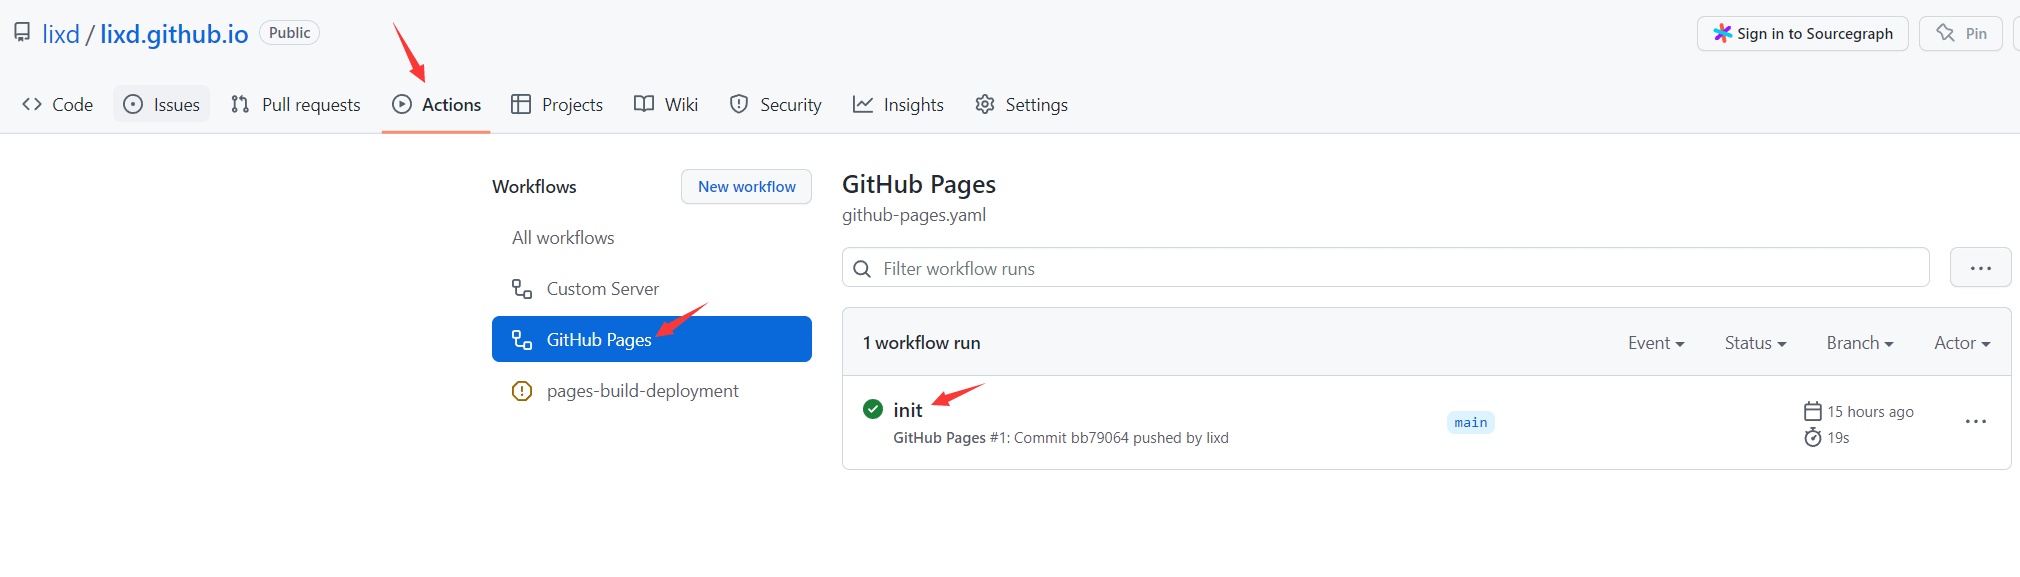 lixd / lixd.github.io Public
Sign in to Sourcegraph Pin
Code Issues Pull requests Actions Projects Wiki Security Insights Settings
Workflows New workflow
All workflows
Custom Server
GitHub Pages
pages-build-deployment
GitHub Pages
github-pages.yaml
Filter workflow runs
1 workflow run Event Status Branch Actor
init
GitHub Pages #1: Commit bb79064 pushed by lixd
main
15 hours ago
19s